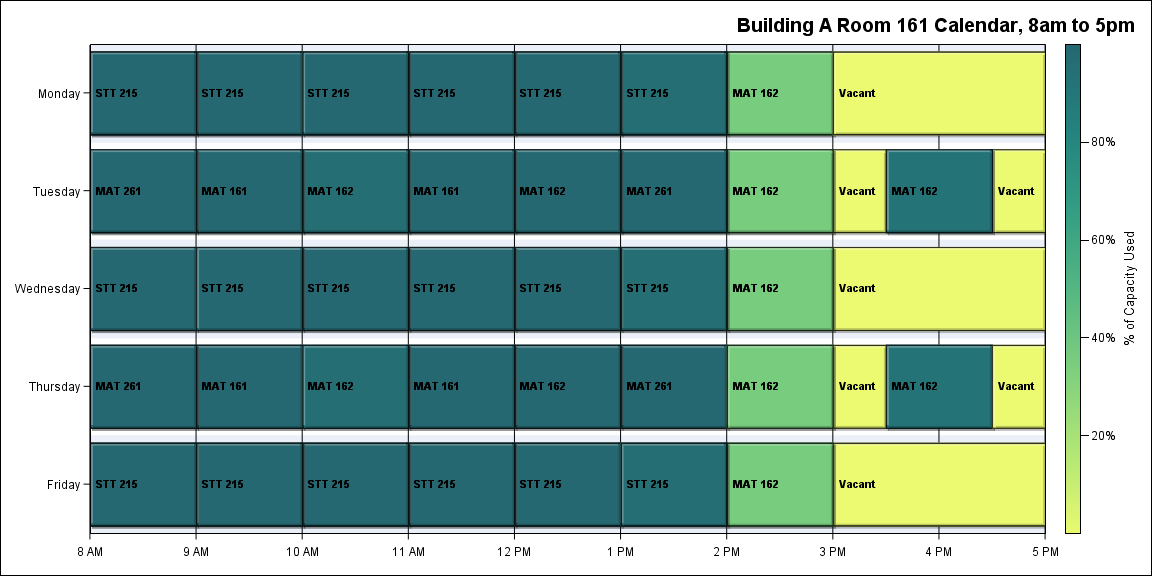 Building A Room 161 Calendar, 8am to 5pm
Monday STT 215 STT 215 STT 215 STT 215 STT 215 STT 215 MAT 162 Vacant
80%
Tuesday MAT 261 MAT 161 MAT 162 MAT 161 MAT 162 MAT 261 MAT 162 Vacant MAT 162 Vacant
60%
Wednesday STT 215 STT 215 STT 215 STT 215 STT 215 STT 215 MAT 162 Vacant
% of Capacity Used
40%
Thursday MAT 261 MAT 161 MAT 162 MAT 161 MAT 162 MAT 261 MAT 162 Vacant MAT 162 Vacant
20%
Friday STT 215 STT 215 STT 215 STT 215 STT 215 STT 215 MAT 162 Vacant
8 AM 9 AM 10 AM 11 AM 12 PM 1 PM 2 PM 3 PM 4 PM 5 PM